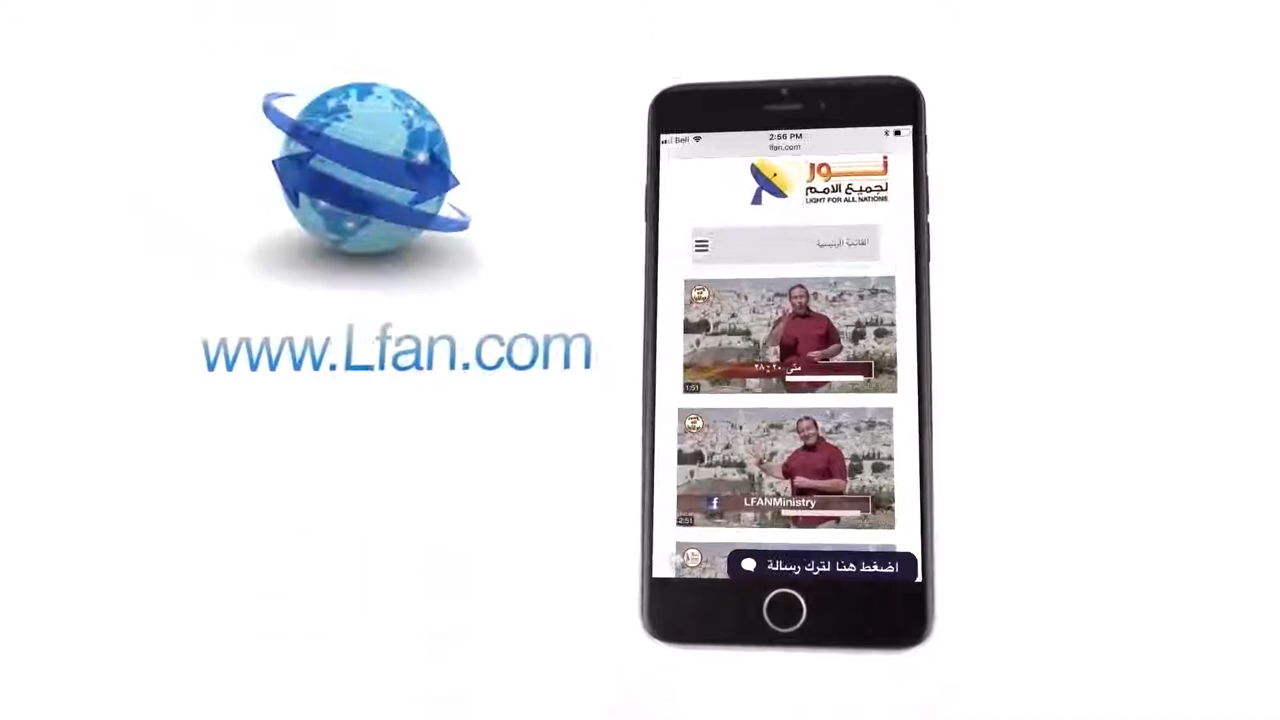 www.Lfan.com
Bell
2:56 PM
lfan.com
نور
لجميع الامم
LIGHT FOR ALL NATIONS
القائمة الرئيسية
متى ٢٠ : ٢٨
1:51
LFANMinistry
2:51
اضغط هنا لترك رسالة